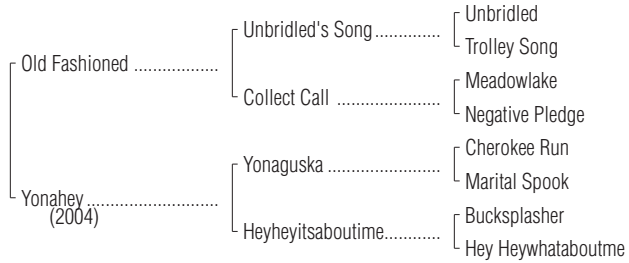 Unbridled
Unbridled's Song..............
Trolley Song
Old Fashioned ..................
Meadowlake
Collect Call ......................
Negative Pledge
Cherokee Run
Yonaguska ........................
Marital Spook
Yonahey............................
(2004)
Bucksplasher
Heyheyitsaboutime............
Hey Heywhataboutme